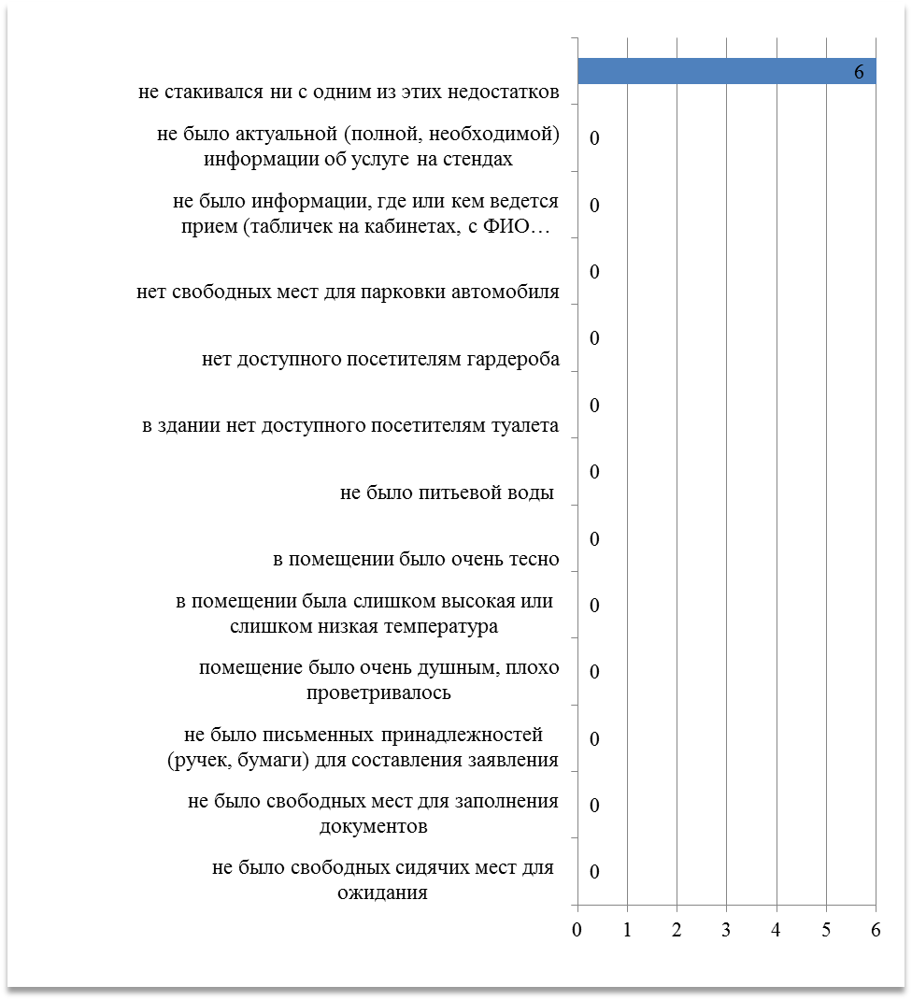 6
не стакивался ни с одним из этих недостатков
не было актуальной (полной, необходимой)
информации об услуге на стендах
0
не было информации, где или кем ведется
прием (табличек на кабинетах, с ФИО…
0
нет свободных мест для парковки автомобиля
0
нет доступного посетителям гардероба
0
в здании нет доступного посетителям туалета
0
не было питьевой воды
0
в помещении было очень тесно
0
в помещении была слишком высокая или
слишком низкая температура
0
помещение было очень душным, плохо
проветривалось
0
не было письменных принадлежностей
(ручек, бумаги) для составления заявления
0
не было свободных мест для заполнения
документов
0
не было свободных сидячих мест для
ожидания
0
0 1 2 3 4 5 6